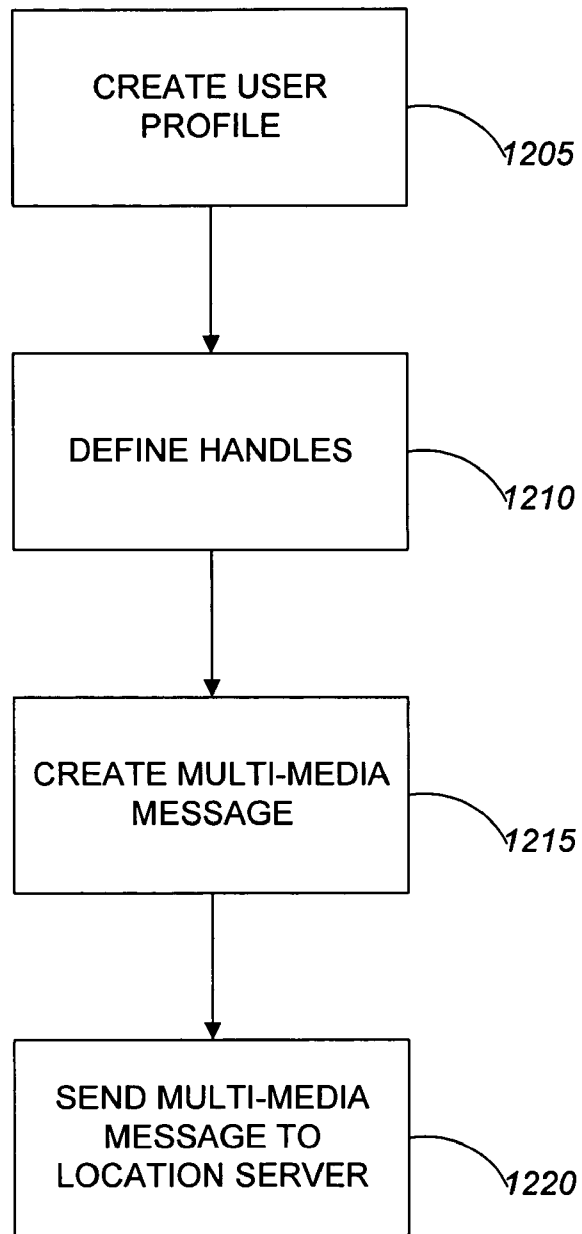 CREATE USER
PROFILE
1205
DEFINE HANDLES
1210
CREATE MULTI-MEDIA
MESSAGE
1215
SEND MULTI-MEDIA
MESSAGE TO
LOCATION SERVER
1220